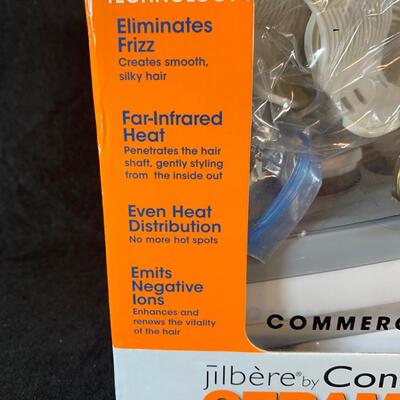 Eliminates
Frizz
Creates smooth,
silky hair
Far-Infrared
Heat
Penetrates the hair
shaft, gently styling
from the inside out
Even Heat
Distribution
No more hot spots
Emits
Negative
Ions
Enhances and
renews the vitality
of the hair
COMMERC
jīlbère® by Con